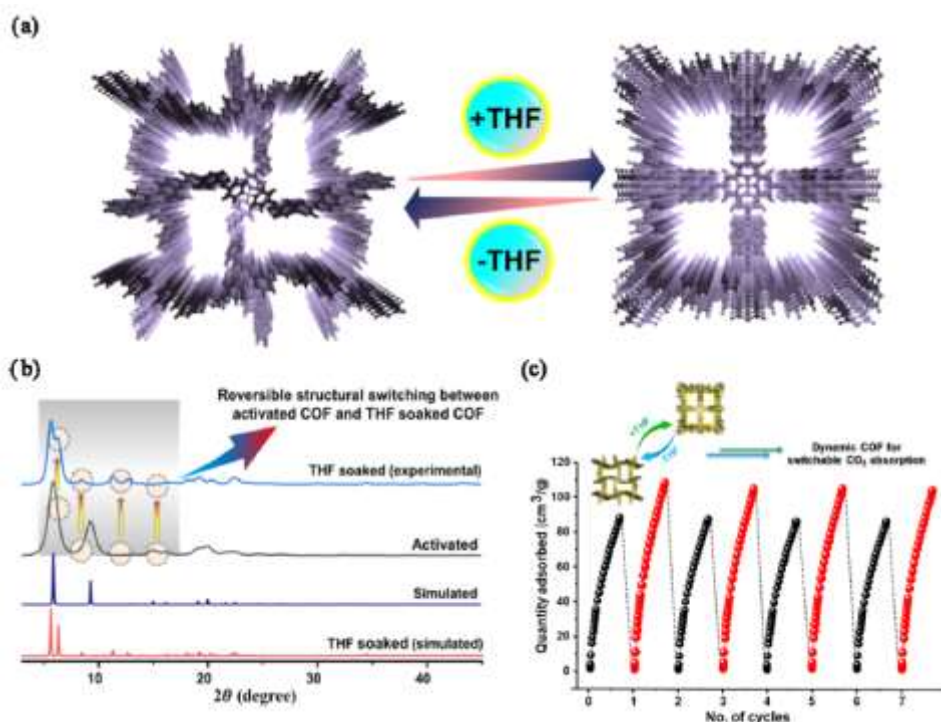 (a)
+THF
-THF
(b)
Reversible structural switching between
activated COF and THF soaked COF
THF soaked (experimental)
Activated
Simulated
THF soaked (simulated)
10
20
30
40
2θ (degree)
(c)
+THF
-THF
Dynamic COF for
switchable CO₂ absorption
Quantity adsorbed (cm³/g)
120
100
80
60
40
20
0
0
1
2
3
4
5
6
7
No. of cycles